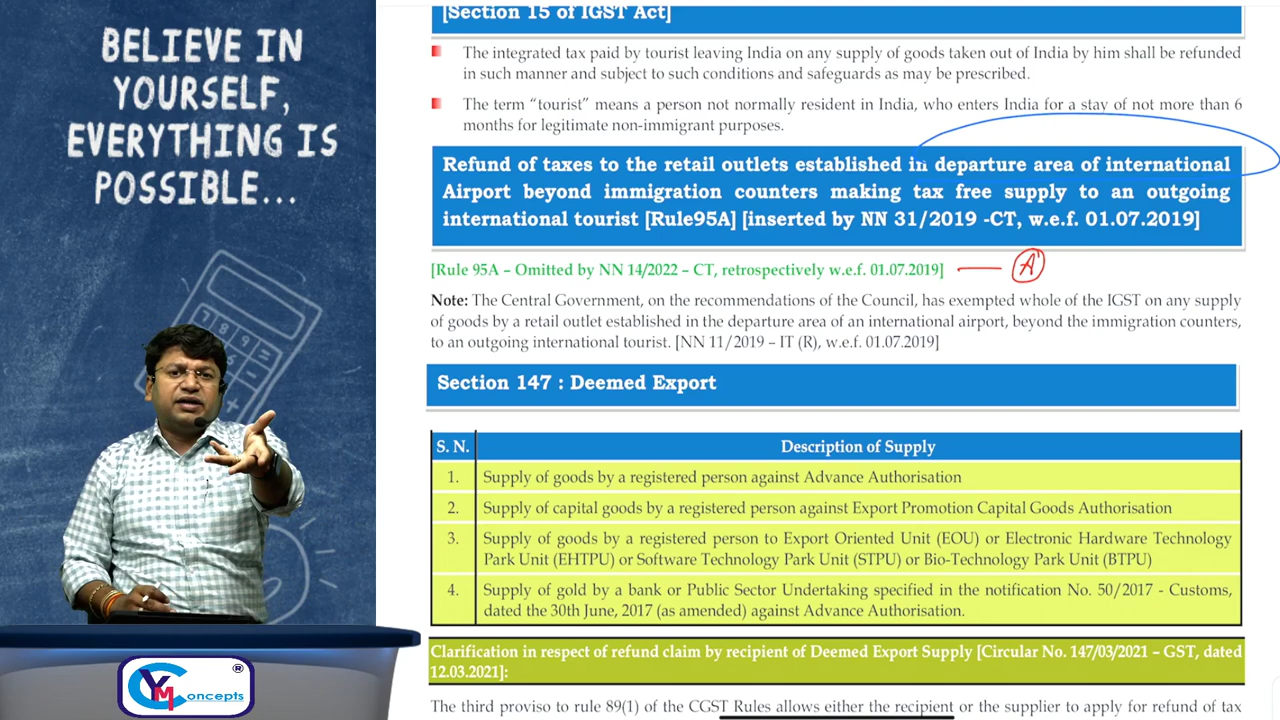 BELIEVE IN
YOURSELF,
EVERYTHING IS
POSSIBLE...
[Section 15 of IGST Act]
The integrated tax paid by tourist leaving India on any supply of goods taken out of India by him shall be refunded
in such manner and subject to such conditions and safeguards as may be prescribed.
The term “tourist” means a person not normally resident in India, who enters India for a stay of not more than 6
months for legitimate non-immigrant purposes.
Refund of taxes to the retail outlets established in departure area of international
Airport beyond immigration counters making tax free supply to an outgoing
international tourist [Rule95A] [inserted by NN 31/2019 -CT, w.e.f. 01.07.2019]
[Rule 95A – Omitted by NN 14/2022 – CT, retrospectively w.e.f. 01.07.2019] — A
Note: The Central Government, on the recommendations of the Council, has exempted whole of the IGST on any supply
of goods by a retail outlet established in the departure area of an international airport, beyond the immigration counters,
to an outgoing international tourist. [NN 11/2019 – IT (R), w.e.f. 01.07.2019]
Section 147 : Deemed Export
S. N. Description of Supply
1. Supply of goods by a registered person against Advance Authorisation
2. Supply of capital goods by a registered person against Export Promotion Capital Goods Authorisation
3. Supply of goods by a registered person to Export Oriented Unit (EOU) or Electronic Hardware Technology
Park Unit (EHTPU) or Software Technology Park Unit (STPU) or Bio-Technology Park Unit (BTPU)
4. Supply of gold by a bank or Public Sector Undertaking specified in the notification No. 50/2017 - Customs,
dated the 30th June, 2017 (as amended) against Advance Authorisation.
Clarification in respect of refund claim by recipient of Deemed Export Supply [Circular No. 147/03/2021 – GST, dated
12.03.2021]:
The third proviso to rule 89(1) of the CGST Rules allows either the recipient or the supplier to apply for refund of tax
YM Concepts ®